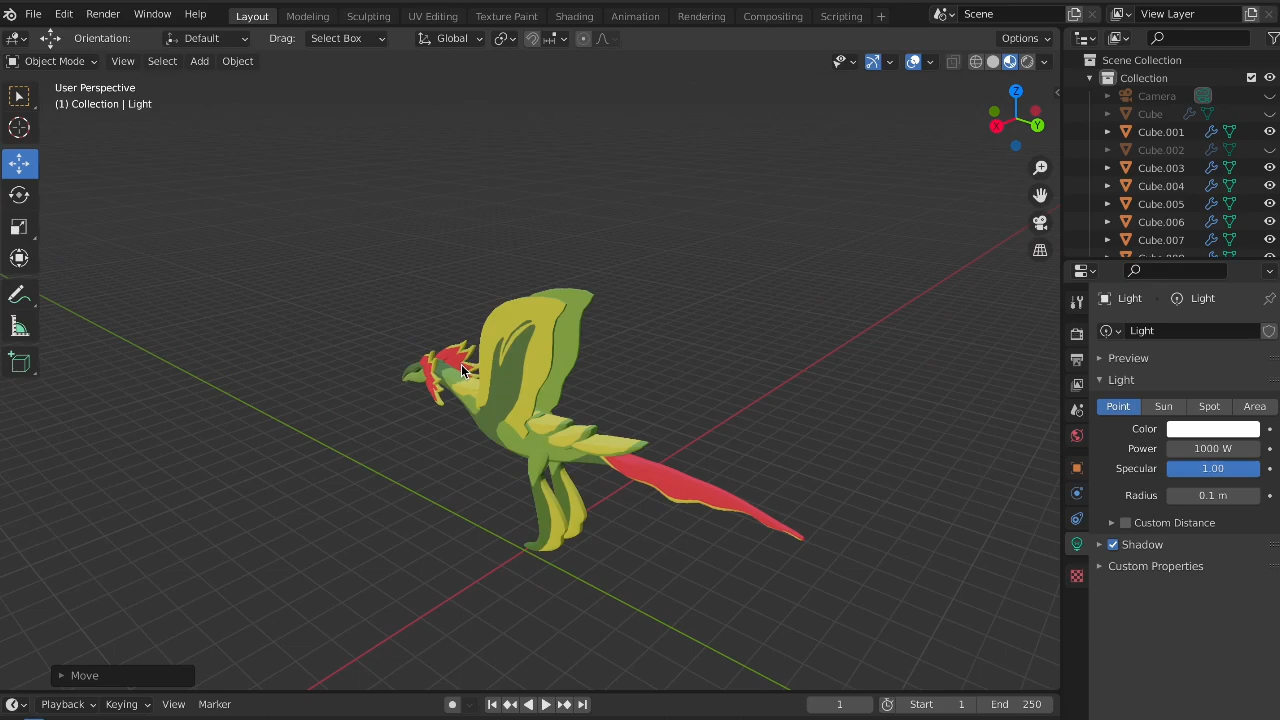 File Edit Render Window Help Layout Modeling Sculpting UV Editing Texture Paint Shading Animation Rendering Compositing Scripting + Scene View Layer
Orientation: Default Drag: Select Box Global Options
Object Mode View Select Add Object
User Perspective
(1) Collection | Light
Z
X
Y
Move
Scene Collection
Collection
Camera
Cube
Cube.001
Cube.002
Cube.003
Cube.004
Cube.005
Cube.006
Cube.007
Light Light
Light
Preview
Light
Point Sun Spot Area
Color
Power 1000 W
Specular 1.00
Radius 0.1 m
Custom Distance
Shadow
Custom Properties
Playback Keying View Marker 1 Start 1 End 250